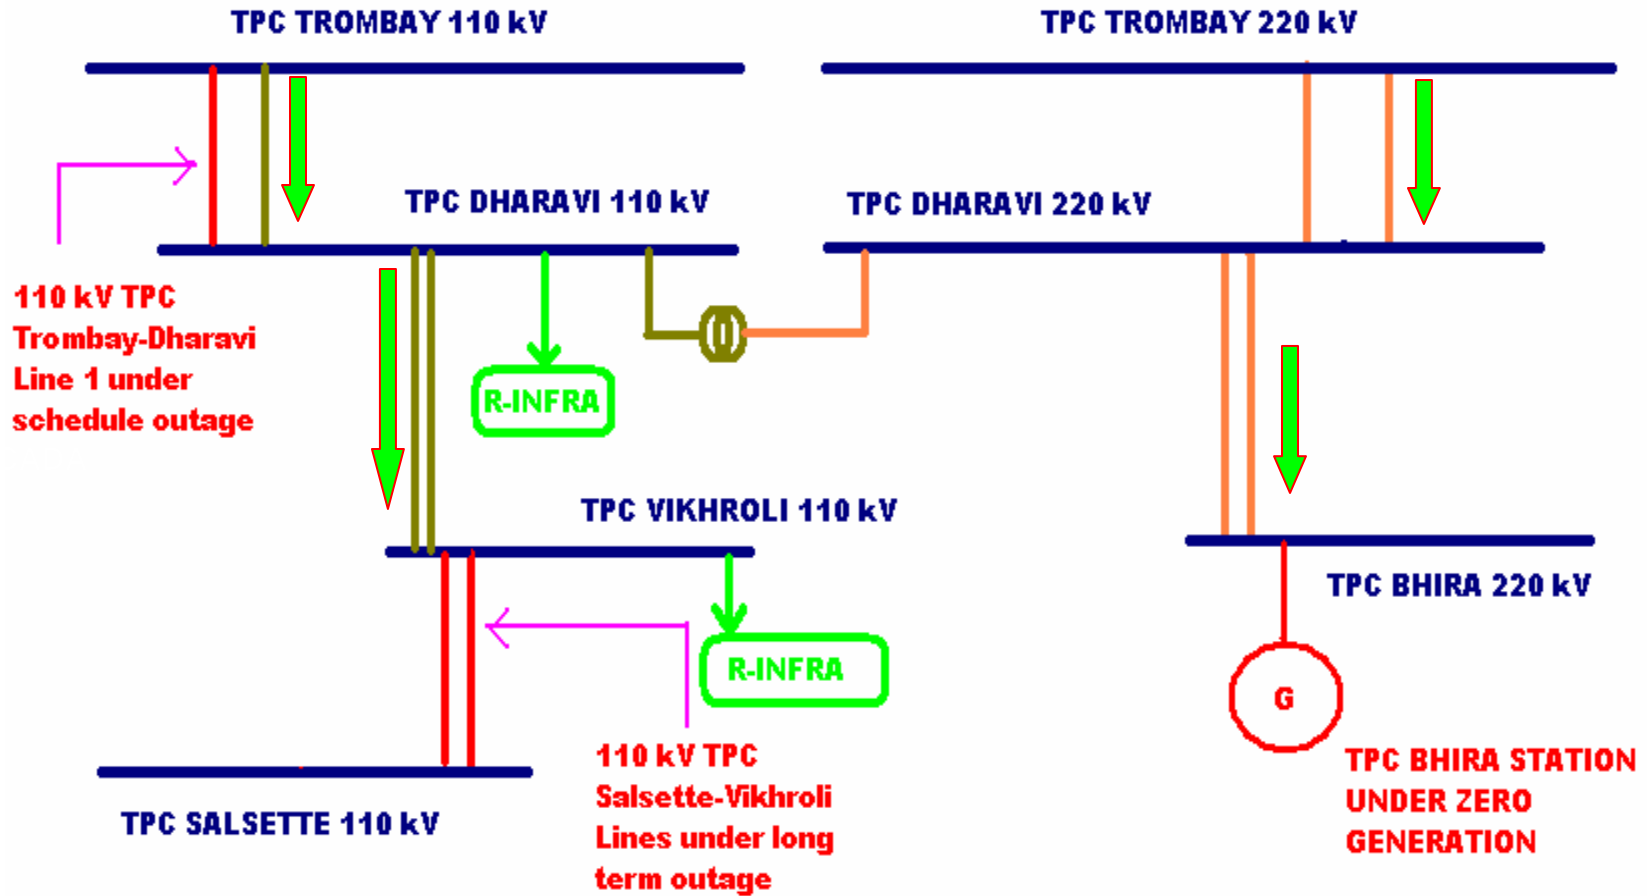 TPC TROMBAY 110 kV
TPC TROMBAY 220 kV
TPC DHARAVI 110 kV
TPC DHARAVI 220 kV
110 kV TPC
Trombay-Dharavi
Line 1 under
schedule outage
R-INFRA
TPC VIKHROLI 110 kV
TPC BHIRA 220 kV
R-INFRA
G
110 kV TPC
Salsette-Vikhroli
Lines under long
term outage
TPC BHIRA STATION
UNDER ZERO
GENERATION
TPC SALSETTE 110 kV